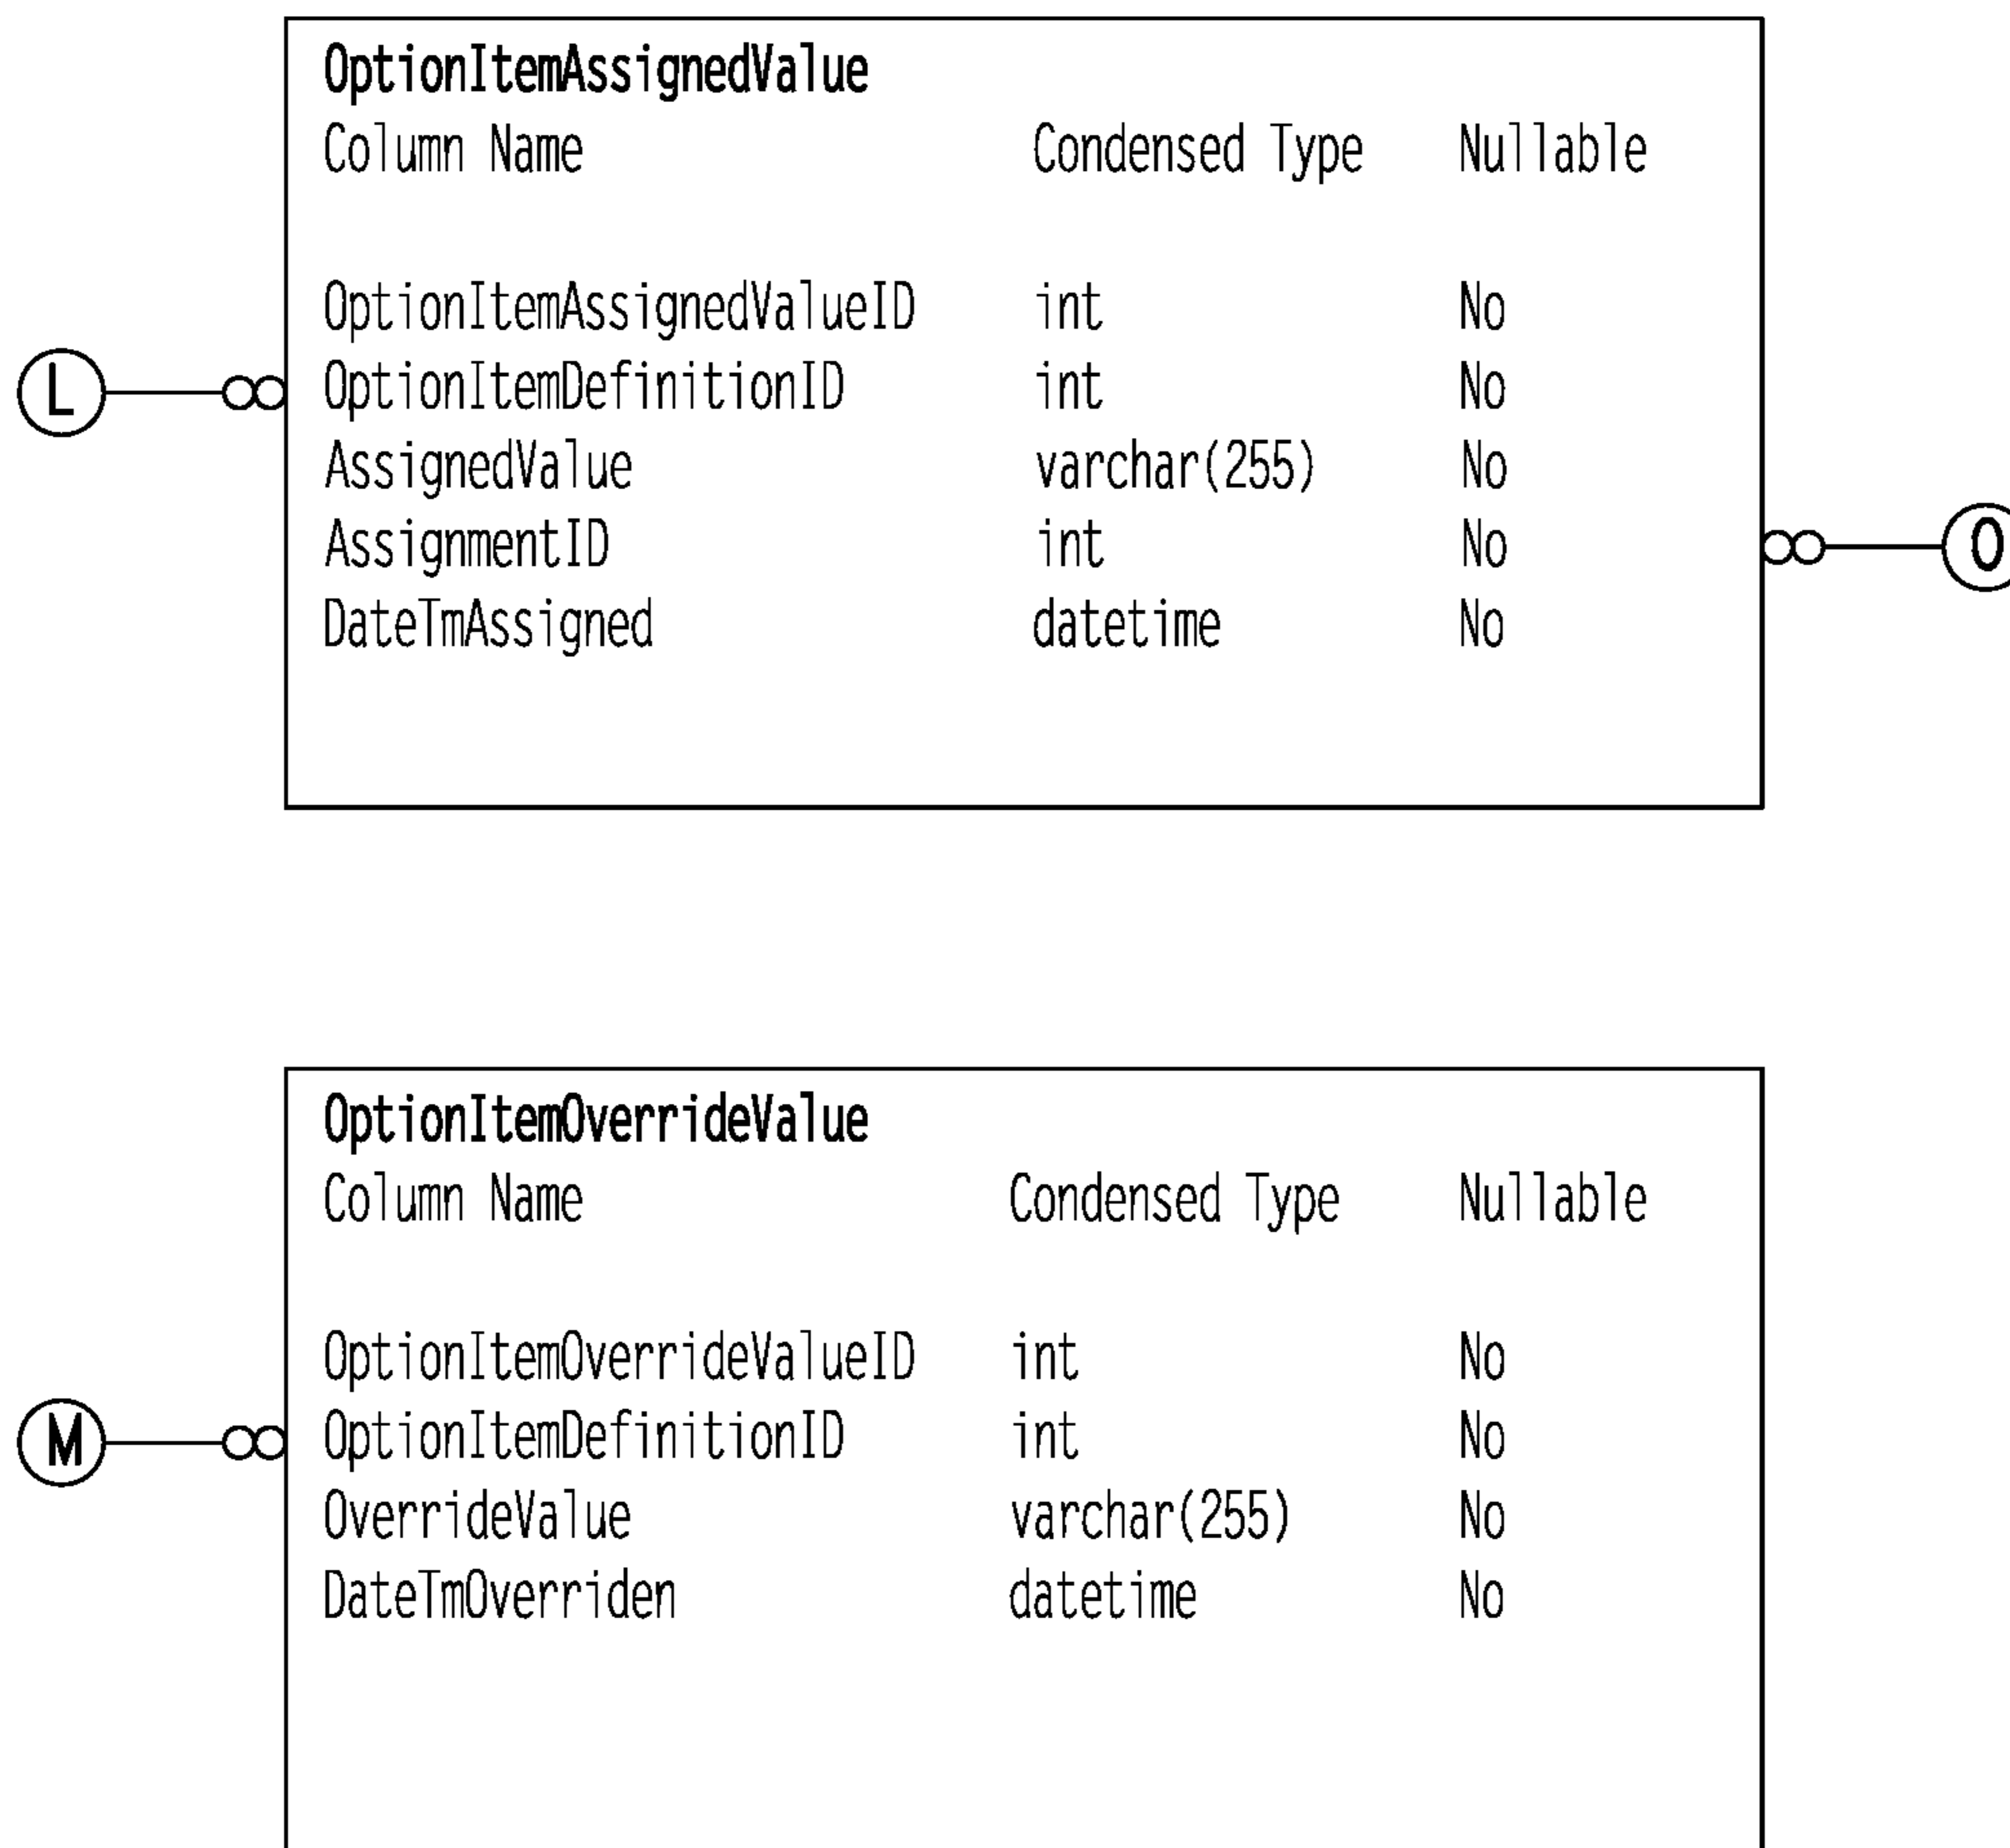 OptionItemAssignedValue
Column Name Condensed Type Nullable
OptionItemAssignedValueID int No
L OptionItemDefinitionID int No
AssignedValue varchar(255) No
AssignmentID int No O
DateTmAssigned datetime No
OptionItemOverrideValue
Column Name Condensed Type Nullable
OptionItemOverrideValueID int No
M OptionItemDefinitionID int No
OverrideValue varchar(255) No
DateTmOverriden datetime No